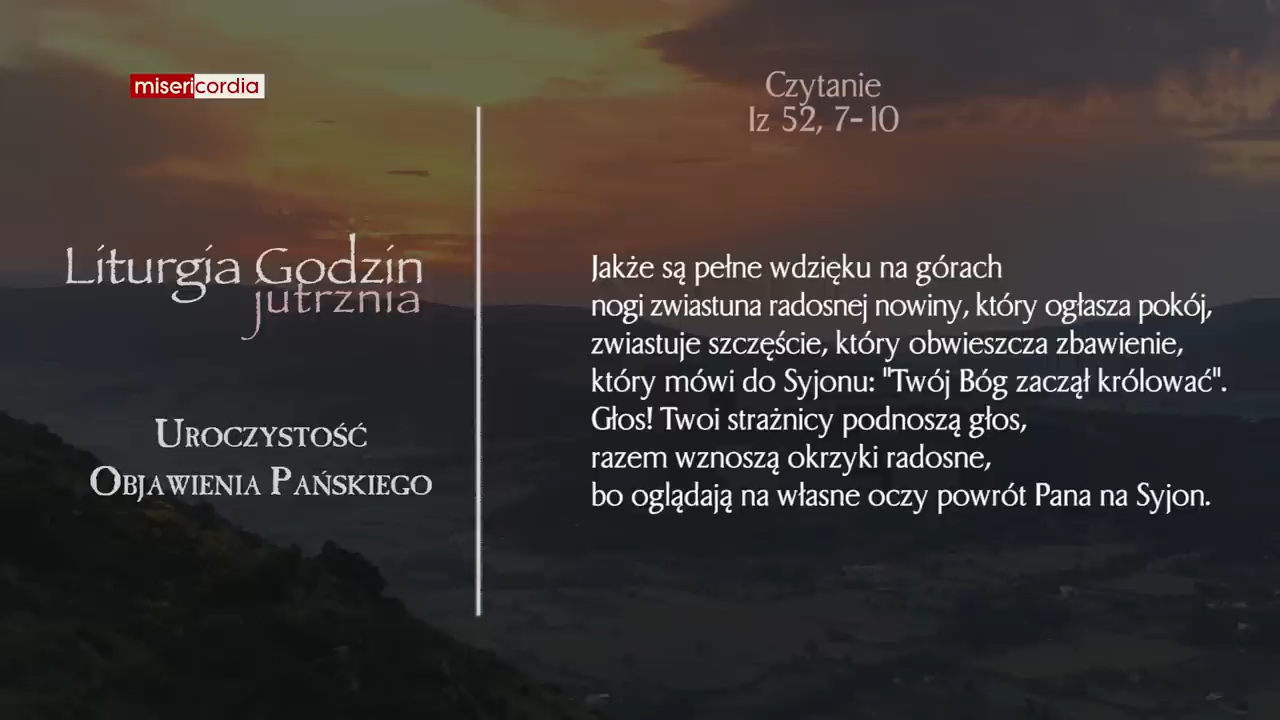 misericordia
Liturgia Godzin
jutrznia
Uroczystość
Objawienia Pańskiego
Czytanie
Iz 52, 7-10
Jakże są pełne wdzięku na górach
nogi zwiastuna radosnej nowiny, który ogłasza pokój,
zwiastuje szczęście, który obwieszcza zbawienie,
który mówi do Syjonu: "Twój Bóg zaczął królować".
Głos! Twoi strażnicy podnoszą głos,
razem wznoszą okrzyki radosne,
bo oglądają na własne oczy powrót Pana na Syjon.